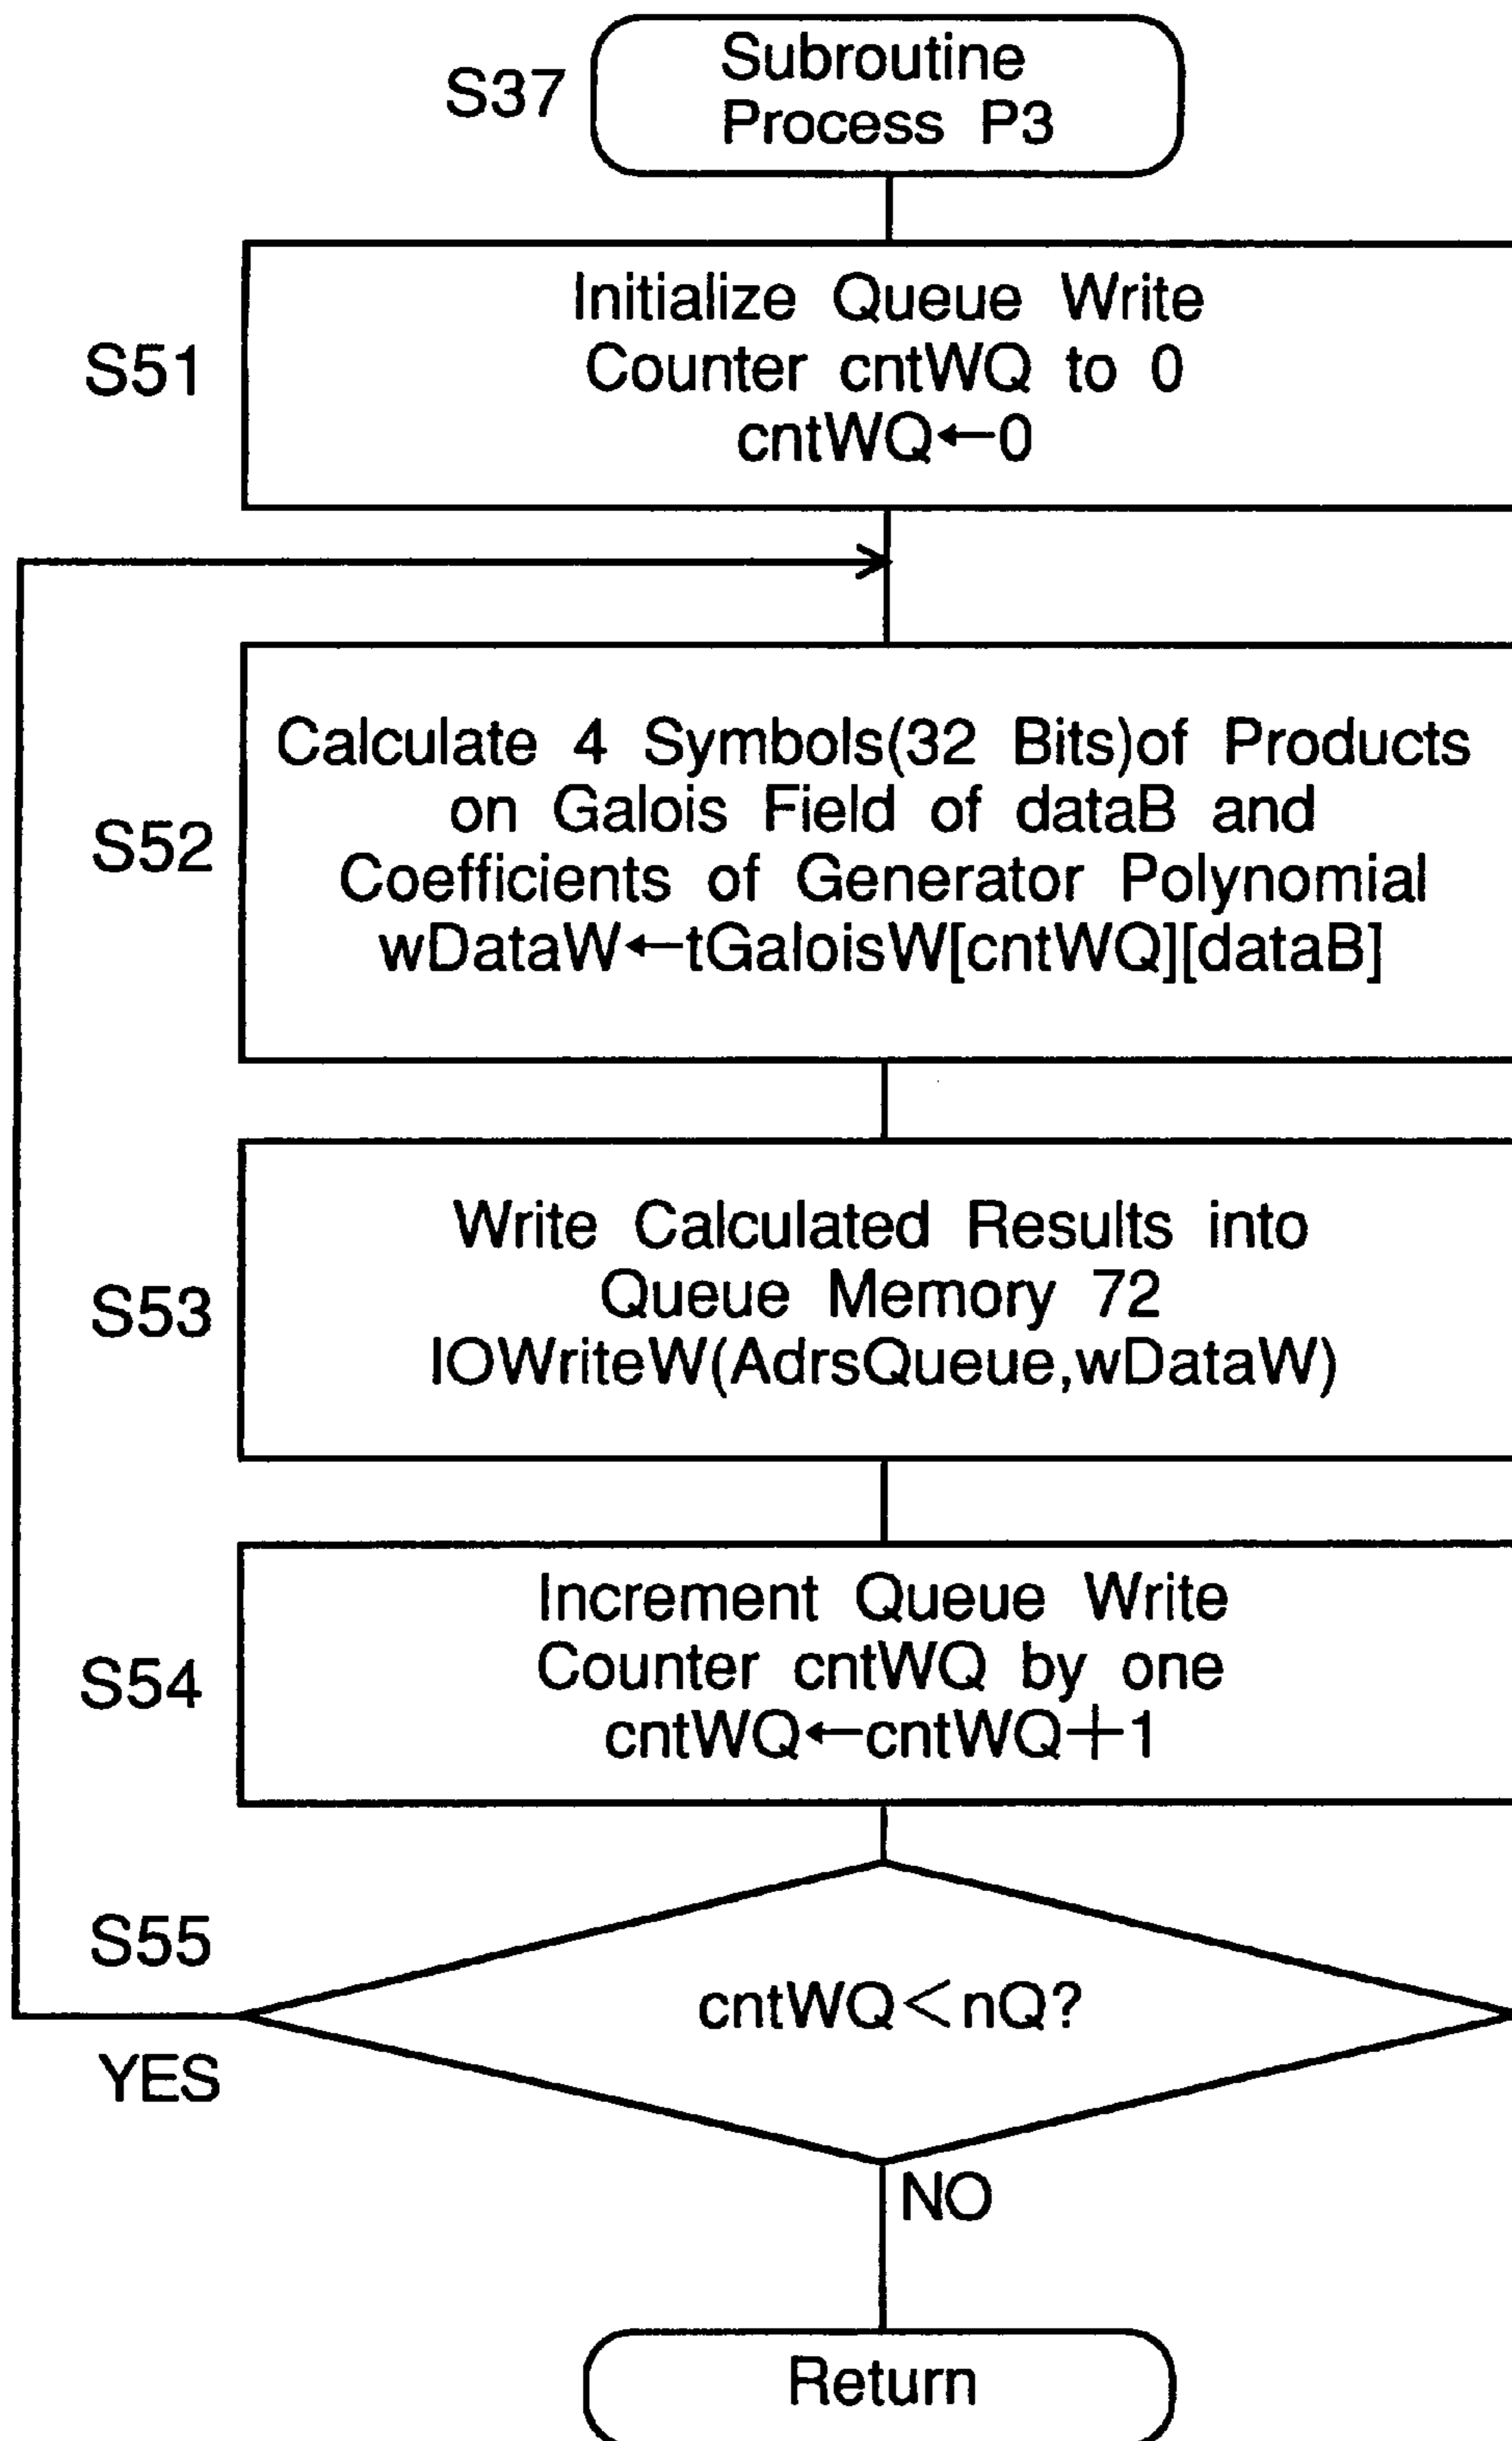 S37
Subroutine
Process P3
S51
Initialize Queue Write
Counter cntWQ to 0
cntWQ←0
S52
Calculate 4 Symbols(32 Bits)of Products
on Galois Field of dataB and
Coefficients of Generator Polynomial
wDataW←tGaloisW[cntWQ][dataB]
S53
Write Calculated Results into
Queue Memory 72
IOWriteW(AdrsQueue,wDataW)
S54
Increment Queue Write
Counter cntWQ by one
cntWQ←cntWQ+1
S55
cntWQ<nQ?
YES
NO
Return